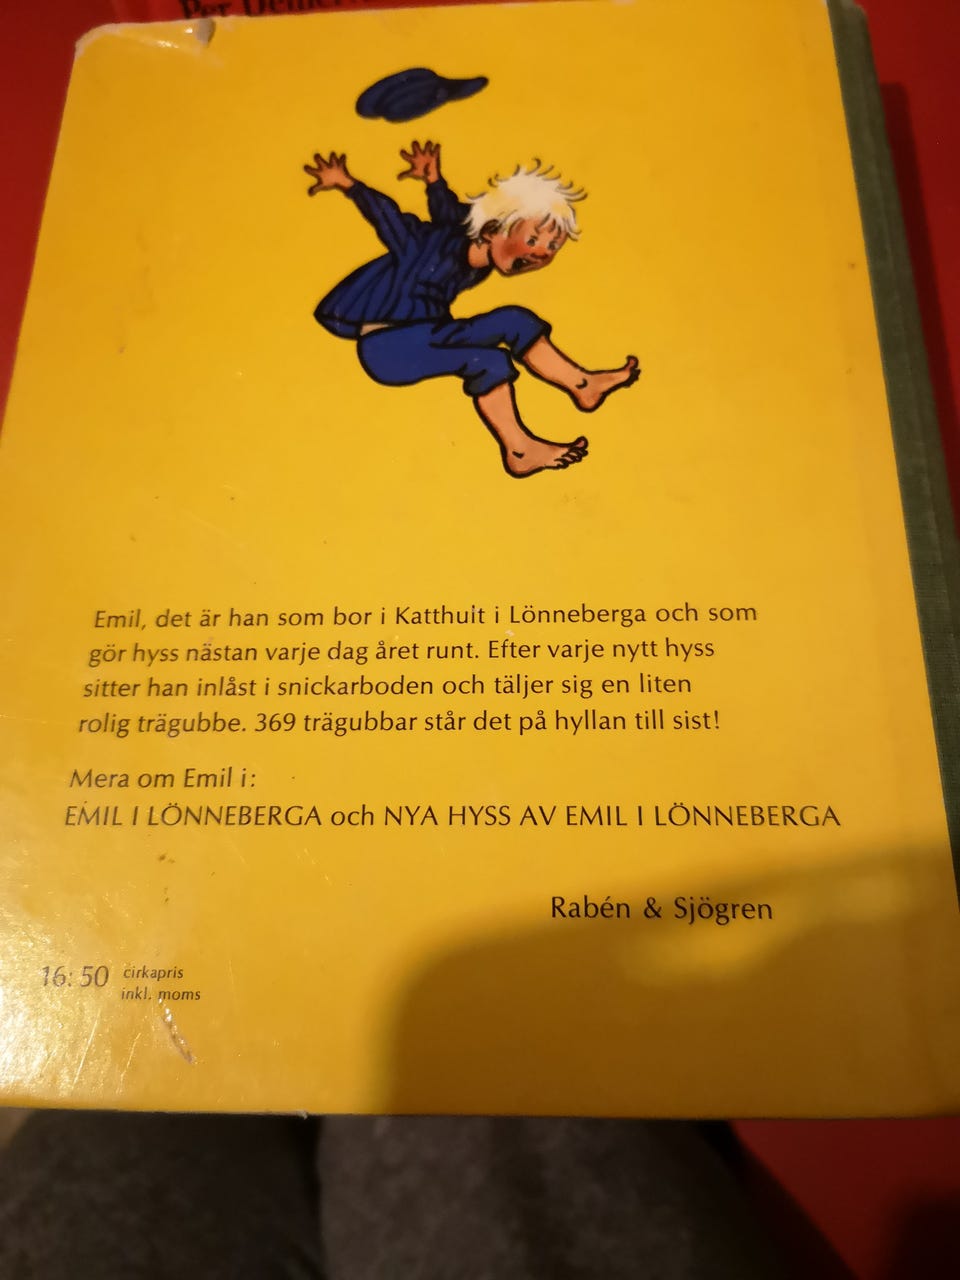 Emil, det är han som bor i Katthult i Lönneberga och som
gör hyss nästan varje dag året runt. Efter varje nytt hyss
sitter han inlåst i snickarboden och täljer sig en liten
rolig trägubbe. 369 trägubbar står det på hyllan till sist!
Mera om Emil i:
EMIL I LÖNNEBERGA och NYA HYSS AV EMIL I LÖNNEBERGA
Rabén & Sjögren
16:50 cirkapris
inkl. moms